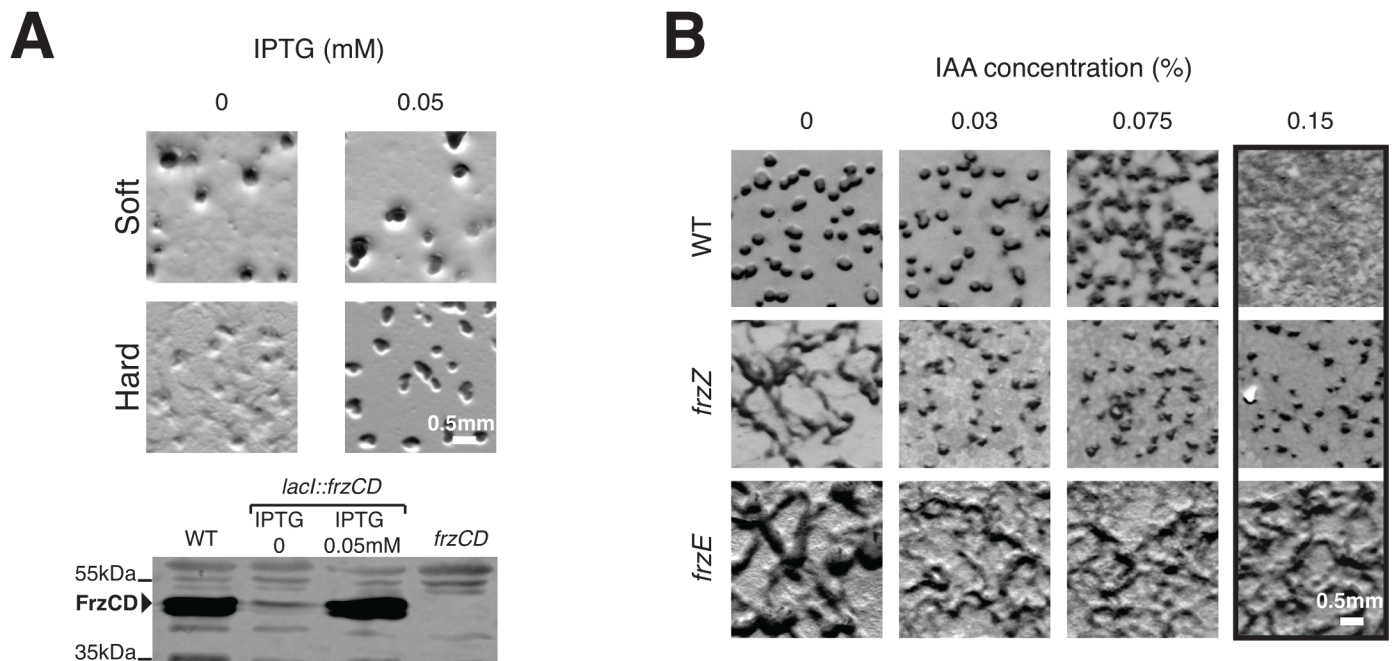 A
IPTG (mM)
0 0.05
Soft
Hard
0.5mm
lacI::frzCD
WT IPTG IPTG frzCD
0 0.05mM
55kDa
FrzCD
35kDa
B
IAA concentration (%)
0 0.03 0.075 0.15
WT
frzZ
frzE
0.5mm